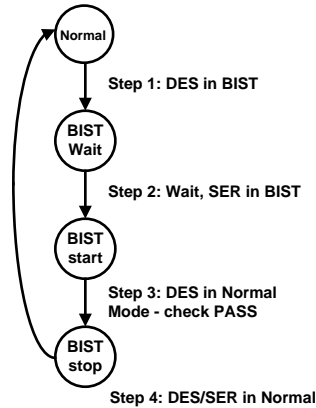 Normal
Step 1: DES in BIST
BIST
Wait
Step 2: Wait, SER in BIST
BIST
start
Step 3: DES in Normal
Mode - check PASS
BIST
stop
Step 4: DES/SER in Normal